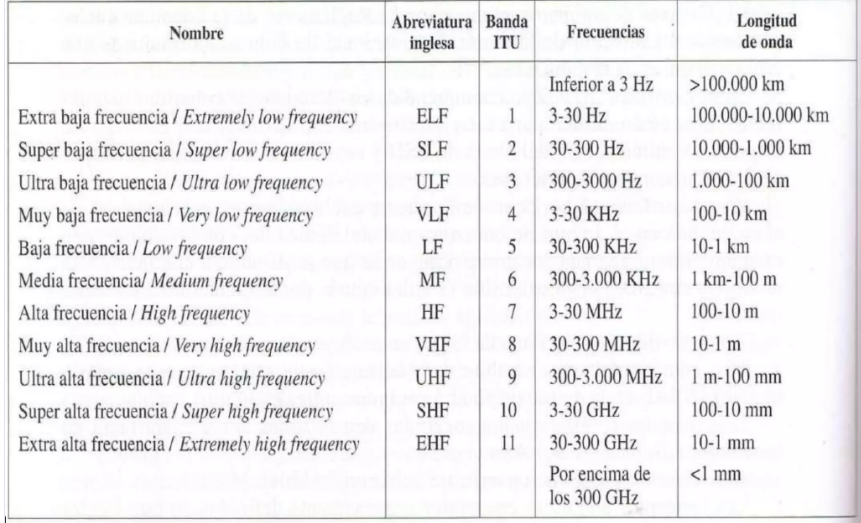 Nombre Abreviatura inglesa Banda ITU Frecuencias Longitud de onda
Inferior a 3 Hz >100.000 km
Extra baja frecuencia / Extremely low frequency ELF 1 3-30 Hz 100.000-10.000 km
Super baja frecuencia / Super low frequency SLF 2 30-300 Hz 10.000-1.000 km
Ultra baja frecuencia / Ultra low frequency ULF 3 300-3000 Hz 1.000-100 km
Muy baja frecuencia / Very low frequency VLF 4 3-30 KHz 100-10 km
Baja frecuencia / Low frequency LF 5 30-300 KHz 10-1 km
Media frecuencia/ Medium frequency MF 6 300-3.000 KHz 1 km-100 m
Alta frecuencia / High frequency HF 7 3-30 MHz 100-10 m
Muy alta frecuencia / Very high frequency VHF 8 30-300 MHz 10-1 m
Ultra alta frecuencia / Ultra high frequency UHF 9 300-3.000 MHz 1 m-100 mm
Super alta frecuencia / Super high frequency SHF 10 3-30 GHz 100-10 mm
Extra alta frecuencia / Extremely high frequency EHF 11 30-300 GHz 10-1 mm
Por encima de <1 mm
los 300 GHz